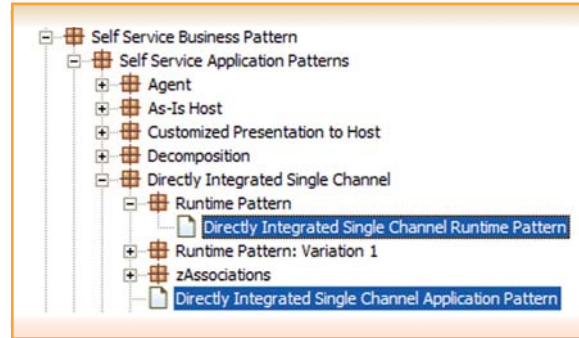 Self Service Business Pattern
Self Service Application Patterns
Agent
As-Is Host
Customized Presentation to Host
Decomposition
Directly Integrated Single Channel
Runtime Pattern
Directly Integrated Single Channel Runtime Pattern
Runtime Pattern: Variation 1
zAssociations
Directly Integrated Single Channel Application Pattern